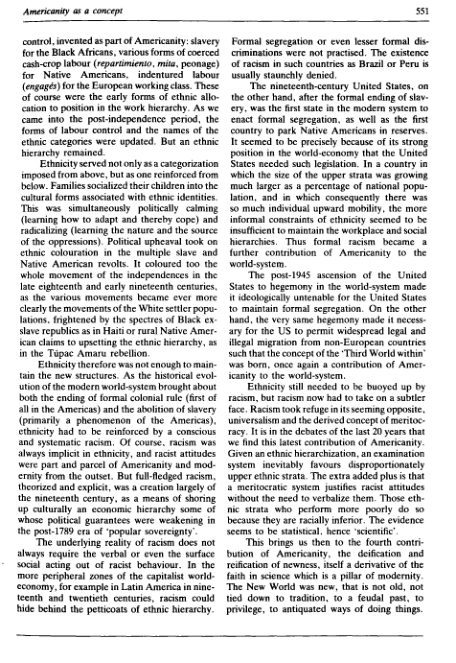 Americanity as a concept
551
control, invented as part of Americanity: slavery
for the Black Africans, various forms of coerced
cash-crop labour (repartimiento, mita, peonage)
for Native Americans, indentured labour
(engagés) for the European working class. These
of course were the early forms of ethnic allo-
cation to position in the work hierarchy. As we
came into the post-independence period, the
forms of labour control and the names of the
ethnic categories were updated. But an ethnic
hierarchy remained.
Ethnicity served not only as a categorization
imposed from above, but as one reinforced from
below. Families socialized their children into the
cultural forms associated with ethnic identities.
This was simultaneously politically calming
(learning how to adapt and thereby cope) and
radicalizing (learning the nature and the source
of the oppressions). Political upheaval took on
ethnic colouration in the multiple slave and
Native American revolts. It coloured too the
whole movement of the independences in the
late eighteenth and early nineteenth centuries,
as the various movements became ever more
clearly the movements of the White settler popu-
lations, frightened by the spectres of Black ex-
slave republics as in Haiti or rural Native Amer-
ican claims to upsetting the ethnic hierarchy, as
in the Túpac Amaru rebellion.
Ethnicity therefore was not enough to main-
tain the new structures. As the historical evol-
ution of the modern world-system brought about
both the ending of formal colonial rule (first of
all in the Americas) and the abolition of slavery
(primarily a phenomenon of the Americas),
ethnicity had to be reinforced by a conscious
and systematic racism. Of course, racism was
always implicit in ethnicity, and racist attitudes
were part and parcel of Americanity and mod-
ernity from the outset. But full-fledged racism,
theorized and explicit, was a creation largely of
the nineteenth century, as a means of shoring
up culturally an economic hierarchy some of
whose political guarantees were weakening in
the post-1789 era of 'popular sovereignty'.
The underlying reality of racism does not
always require the verbal or even the surface
social acting out of racist behaviour. In the
more peripheral zones of the capitalist world-
economy, for example in Latin America in nine-
teenth and twentieth centuries, racism could
hide behind the petticoats of ethnic hierarchy.
Formal segregation or even lesser formal dis-
criminations were not practised. The existence
of racism in such countries as Brazil or Peru is
usually staunchly denied.
The nineteenth-century United States, on
the other hand, after the formal ending of slav-
ery, was the first state in the modern system to
enact formal segregation, as well as the first
country to park Native Americans in reserves.
It seemed to be precisely because of its strong
position in the world-economy that the United
States needed such legislation. In a country in
which the size of the upper strata was growing
much larger as a percentage of national popu-
lation, and in which consequently there was
so much individual upward mobility, the more
informal constraints of ethnicity seemed to be
insufficient to maintain the workplace and social
hierarchies. Thus formal racism became a
further contribution of Americanity to the
world-system.
The post-1945 ascension of the United
States to hegemony in the world-system made
it ideologically untenable for the United States
to maintain formal segregation. On the other
hand, the very same hegemony made it necess-
ary for the US to permit widespread legal and
illegal migration from non-European countries
such that the concept of the 'Third World within'
was born, once again a contribution of Amer-
icanity to the world-system.
Ethnicity still needed to be buoyed up by
racism, but racism now had to take on a subtler
face. Racism took refuge in its seeming opposite,
universalism and the derived concept of meritoc-
racy. It is in the debates of the last 20 years that
we find this latest contribution of Americanity.
Given an ethnic hierarchization, an examination
system inevitably favours disproportionately
upper ethnic strata. The extra added plus is that
a meritocratic system justifies racist attitudes
without the need to verbalize them. Those eth-
nic strata who perform more poorly do so
because they are racially inferior. The evidence
seems to be statistical, hence 'scientific'.
This brings us then to the fourth contri-
bution of Americanity, the deification and
reification of newness, itself a derivative of the
faith in science which is a pillar of modernity.
The New World was new, that is not old, not
tied down to tradition, to a feudal past, to
privilege, to antiquated ways of doing things.